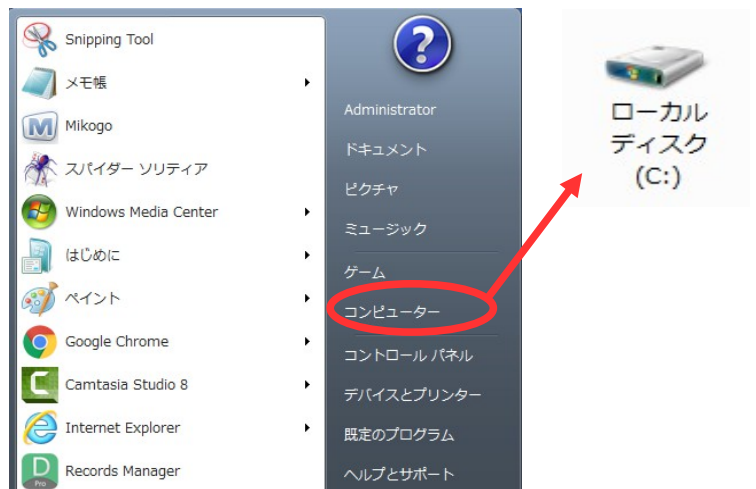 Snipping Tool
メモ帳
Mikogo
スパイダー ソリティア
Windows Media Center
はじめに
ペイント
Google Chrome
Camtasia Studio 8
Internet Explorer
Records Manager
Administrator
ドキュメント
ピクチャ
ミュージック
ゲーム
コンピューター
コントロール パネル
デバイスとプリンター
既定のプログラム
ヘルプとサポート
ローカル
ディスク
(C:)
M
C
D
Pro